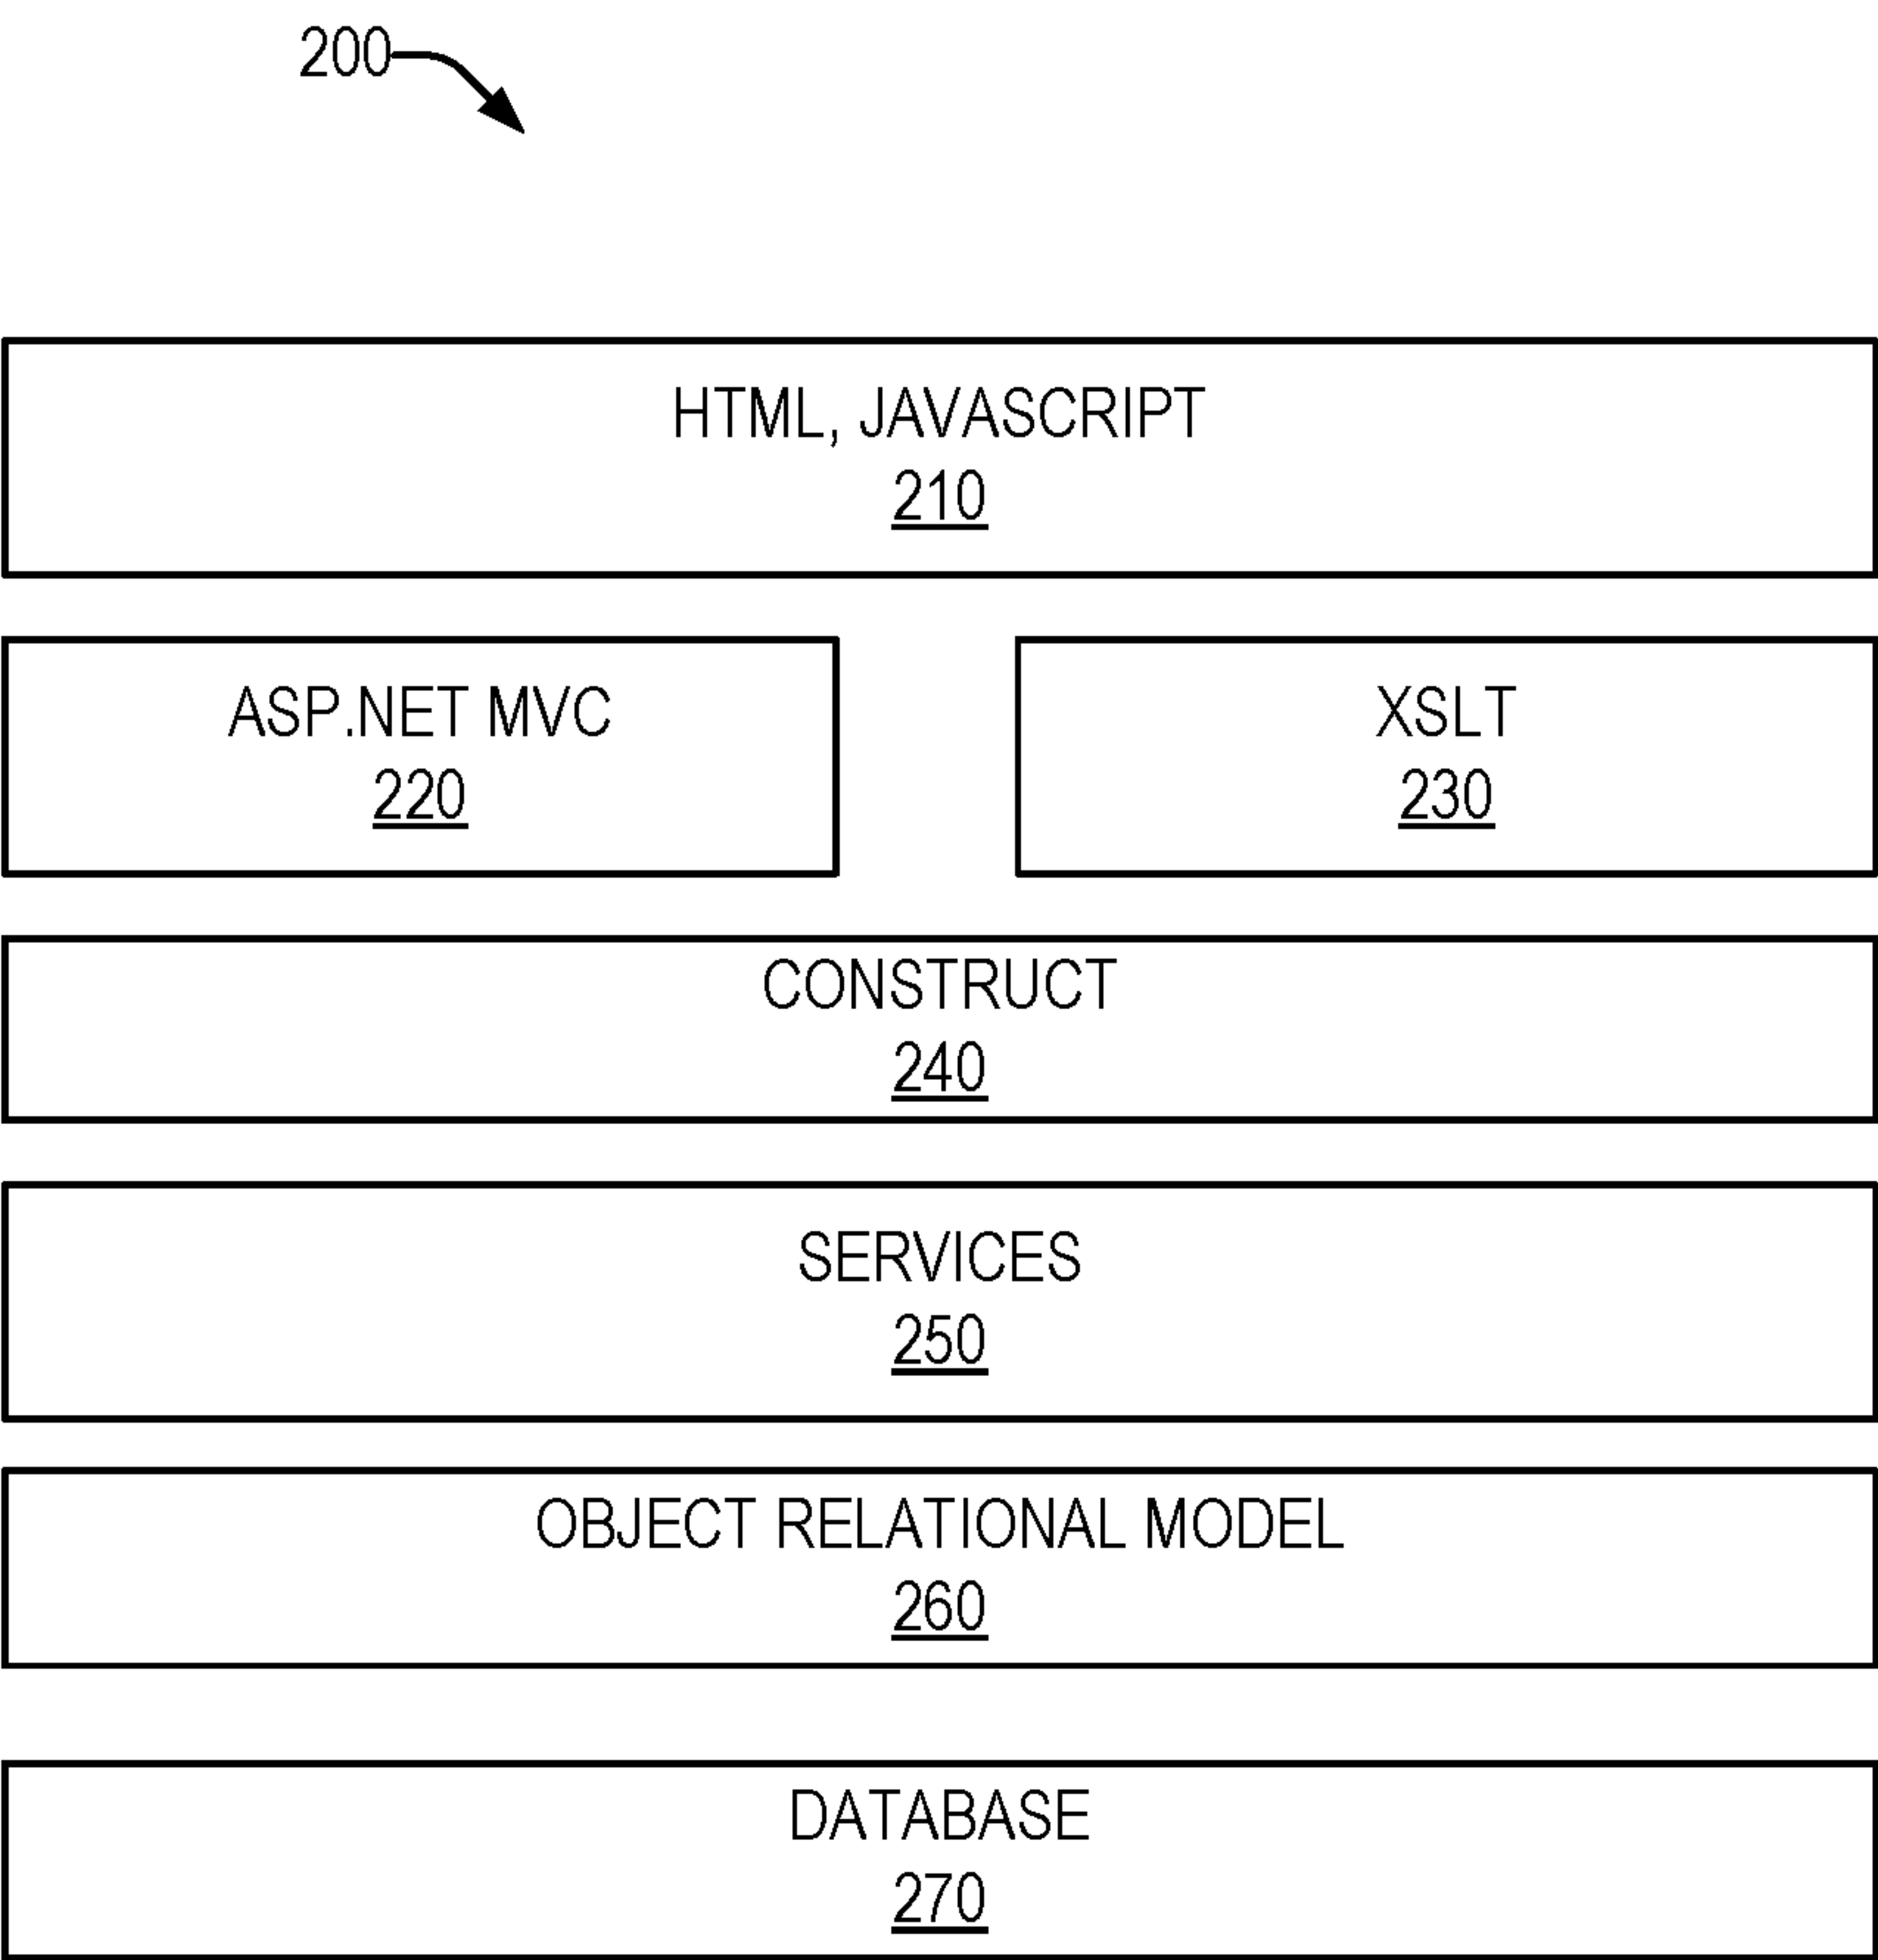 200
HTML, JAVASCRIPT
210
ASP.NET MVC
220
XSLT
230
CONSTRUCT
240
SERVICES
250
OBJECT RELATIONAL MODEL
260
DATABASE
270